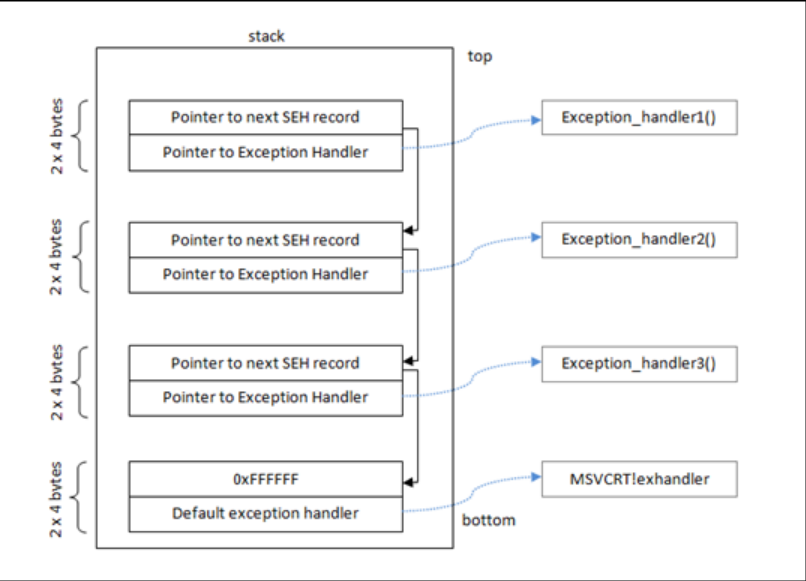 stack
top
2 x 4 bytes
Pointer to next SEH record
Pointer to Exception Handler
Exception_handler1()
2 x 4 bytes
Pointer to next SEH record
Pointer to Exception Handler
Exception_handler2()
2 x 4 bytes
Pointer to next SEH record
Pointer to Exception Handler
Exception_handler3()
2 x 4 bytes
0xFFFFFF
Default exception handler
MSVCRT!exhandler
bottom